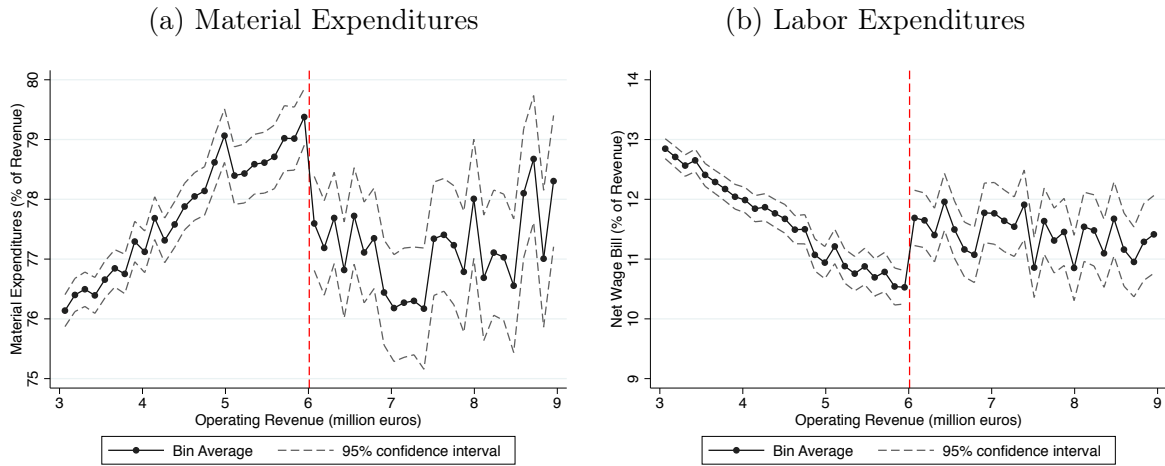 (a) Material Expenditures
Material Expenditures (% of Revenue)
80
79
78
77
76
75
3 4 5 6 7 8 9
Operating Revenue (million euros)
Bin Average 95% confidence interval
(b) Labor Expenditures
Net Wage Bill (% of Revenue)
14
13
12
11
10
9
3 4 5 6 7 8 9
Operating Revenue (million euros)
Bin Average 95% confidence interval